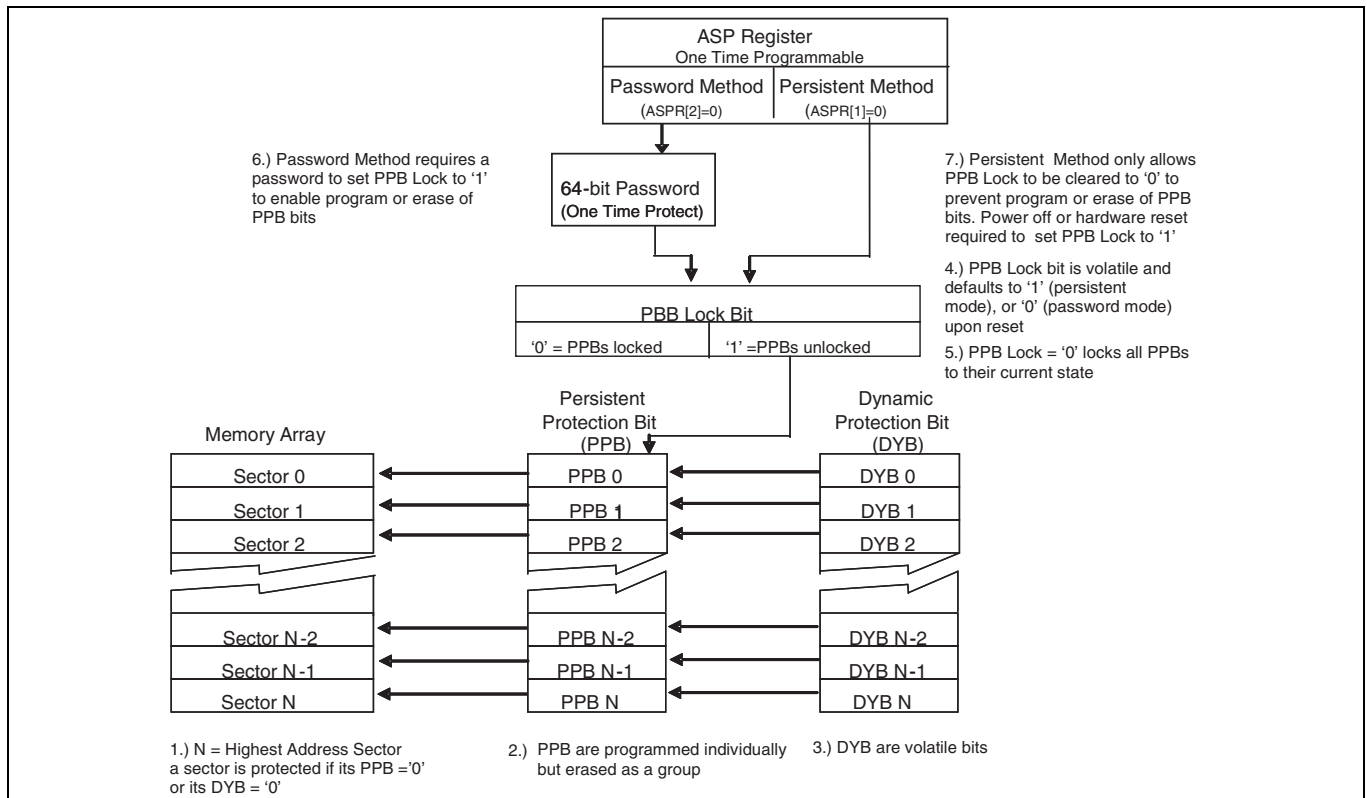 ASP Register
One Time Programmable
Password Method
(ASPR[2]=0)
Persistent Method
(ASPR[1]=0)
6.) Password Method requires a
password to set PPB Lock to ‘1’
to enable program or erase of
PPB bits
64-bit Password
(One Time Protect)
7.) Persistent Method only allows
PPB Lock to be cleared to ‘0’ to
prevent program or erase of PPB
bits. Power off or hardware reset
required to set PPB Lock to ‘1’
4.) PPB Lock bit is volatile and
defaults to ‘1’ (persistent
mode), or ‘0’ (password mode)
upon reset
5.) PPB Lock = ‘0’ locks all PPBs
to their current state
PBB Lock Bit
‘0’ = PPBs locked
‘1’ =PPBs unlocked
Memory Array
Persistent
Protection Bit
(PPB)
Dynamic
Protection Bit
(DYB)
Sector 0
PPB 0
DYB 0
Sector 1
PPB 1
DYB 1
Sector 2
PPB 2
DYB 2
Sector N-2
PPB N-2
DYB N-2
Sector N-1
PPB N-1
DYB N-1
Sector N
PPB N
DYB N
1.) N = Highest Address Sector
a sector is protected if its PPB =‘0’
or its DYB = ‘0’
2.) PPB are programmed individually
but erased as a group
3.) DYB are volatile bits